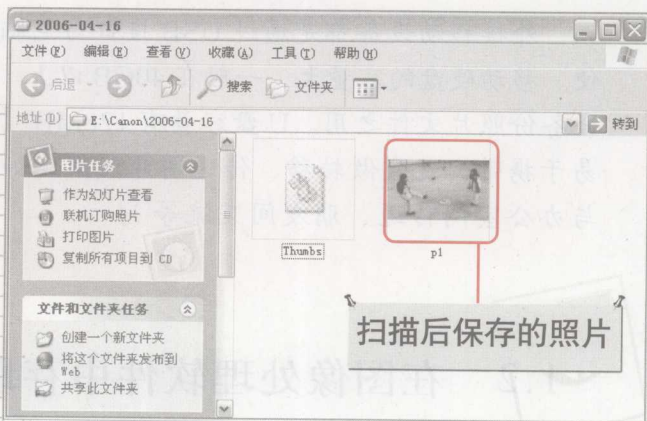 2006-04-16
文件(F) 编辑(E) 查看(V) 收藏(A) 工具(T) 帮助(H)
后退 搜索 文件夹
地址(D) E:\Canon\2006-04-16 转到
图片任务
作为幻灯片查看
联机订购照片
打印图片
复制所有项目到 CD
文件和文件夹任务
创建一个新文件夹
将这个文件夹发布到
Web
共享此文件夹
Thumbs
p1
扫描后保存的照片